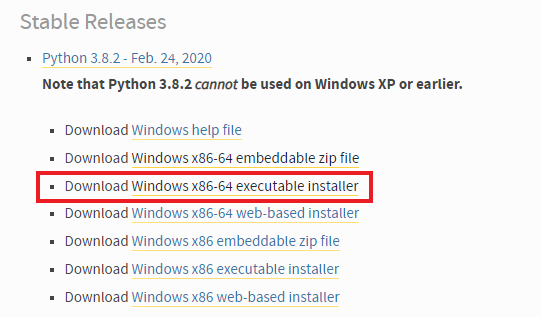 Stable Releases
Python 3.8.2 - Feb. 24, 2020
Note that Python 3.8.2 cannot be used on Windows XP or earlier.
Download Windows help file
Download Windows x86-64 embeddable zip file
Download Windows x86-64 executable installer
Download Windows x86-64 web-based installer
Download Windows x86 embeddable zip file
Download Windows x86 executable installer
Download Windows x86 web-based installer